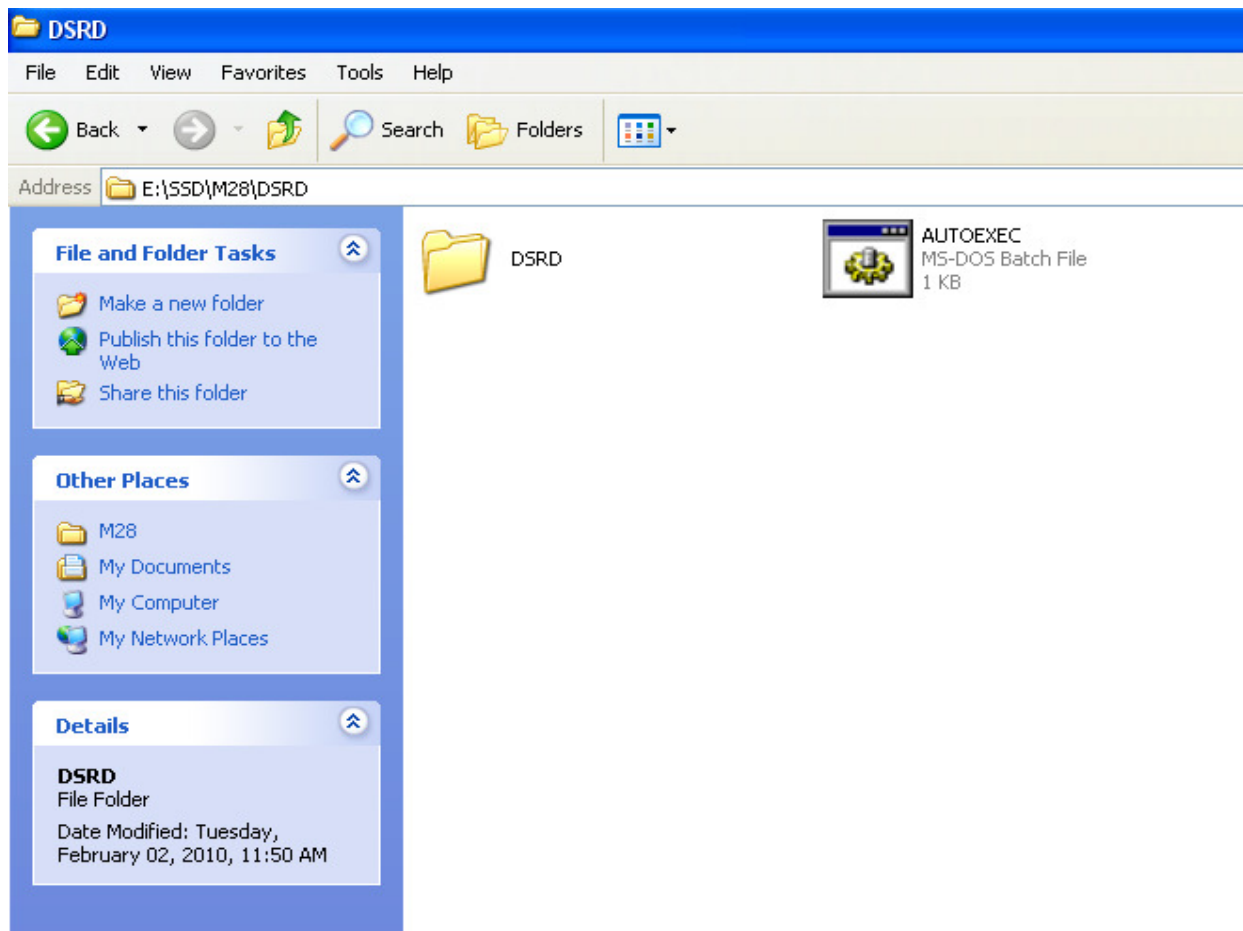 DSRD
File Edit View Favorites Tools Help
Back Search Folders
Address E:\SSD\M28\DSRD
File and Folder Tasks
Make a new folder
Publish this folder to the
Web
Share this folder
Other Places
M28
My Documents
My Computer
My Network Places
Details
DSRD
File Folder
Date Modified: Tuesday,
February 02, 2010, 11:50 AM
DSRD
AUTOEXEC
MS-DOS Batch File
1 KB